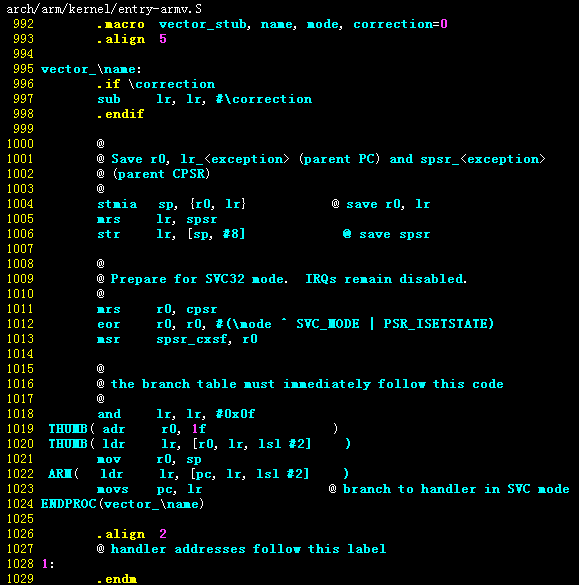 arch/arm/kernel/entry-armv.S
992 .macro vector_stub, name, mode, correction=0
993 .align 5
994
995 vector_\name:
996 .if \correction
997 sub lr, lr, #\correction
998 .endif
999
1000 @
1001 @ Save r0, lr_<exception> (parent PC) and spsr_<exception>
1002 @ (parent CPSR)
1003 @
1004 stmia sp, {r0, lr} @ save r0, lr
1005 mrs lr, spsr
1006 str lr, [sp, #8] @ save spsr
1007
1008 @
1009 @ Prepare for SVC32 mode. IRQs remain disabled.
1010 @
1011 mrs r0, cpsr
1012 eor r0, r0, #(\mode ^ SVC_MODE | PSR_ISETSTATE)
1013 msr spsr_cxsf, r0
1014
1015 @
1016 @ the branch table must immediately follow this code
1017 @
1018 and lr, lr, #0x0f
1019 THUMB( adr r0, 1f )
1020 THUMB( ldr lr, [r0, lr, lsl #2] )
1021 mov r0, sp
1022 ARM( ldr lr, [pc, lr, lsl #2] )
1023 movs pc, lr @ branch to handler in SVC mode
1024 ENDPROC(vector_\name)
1025
1026 .align 2
1027 @ handler addresses follow this label
1028 1:
1029 .endm